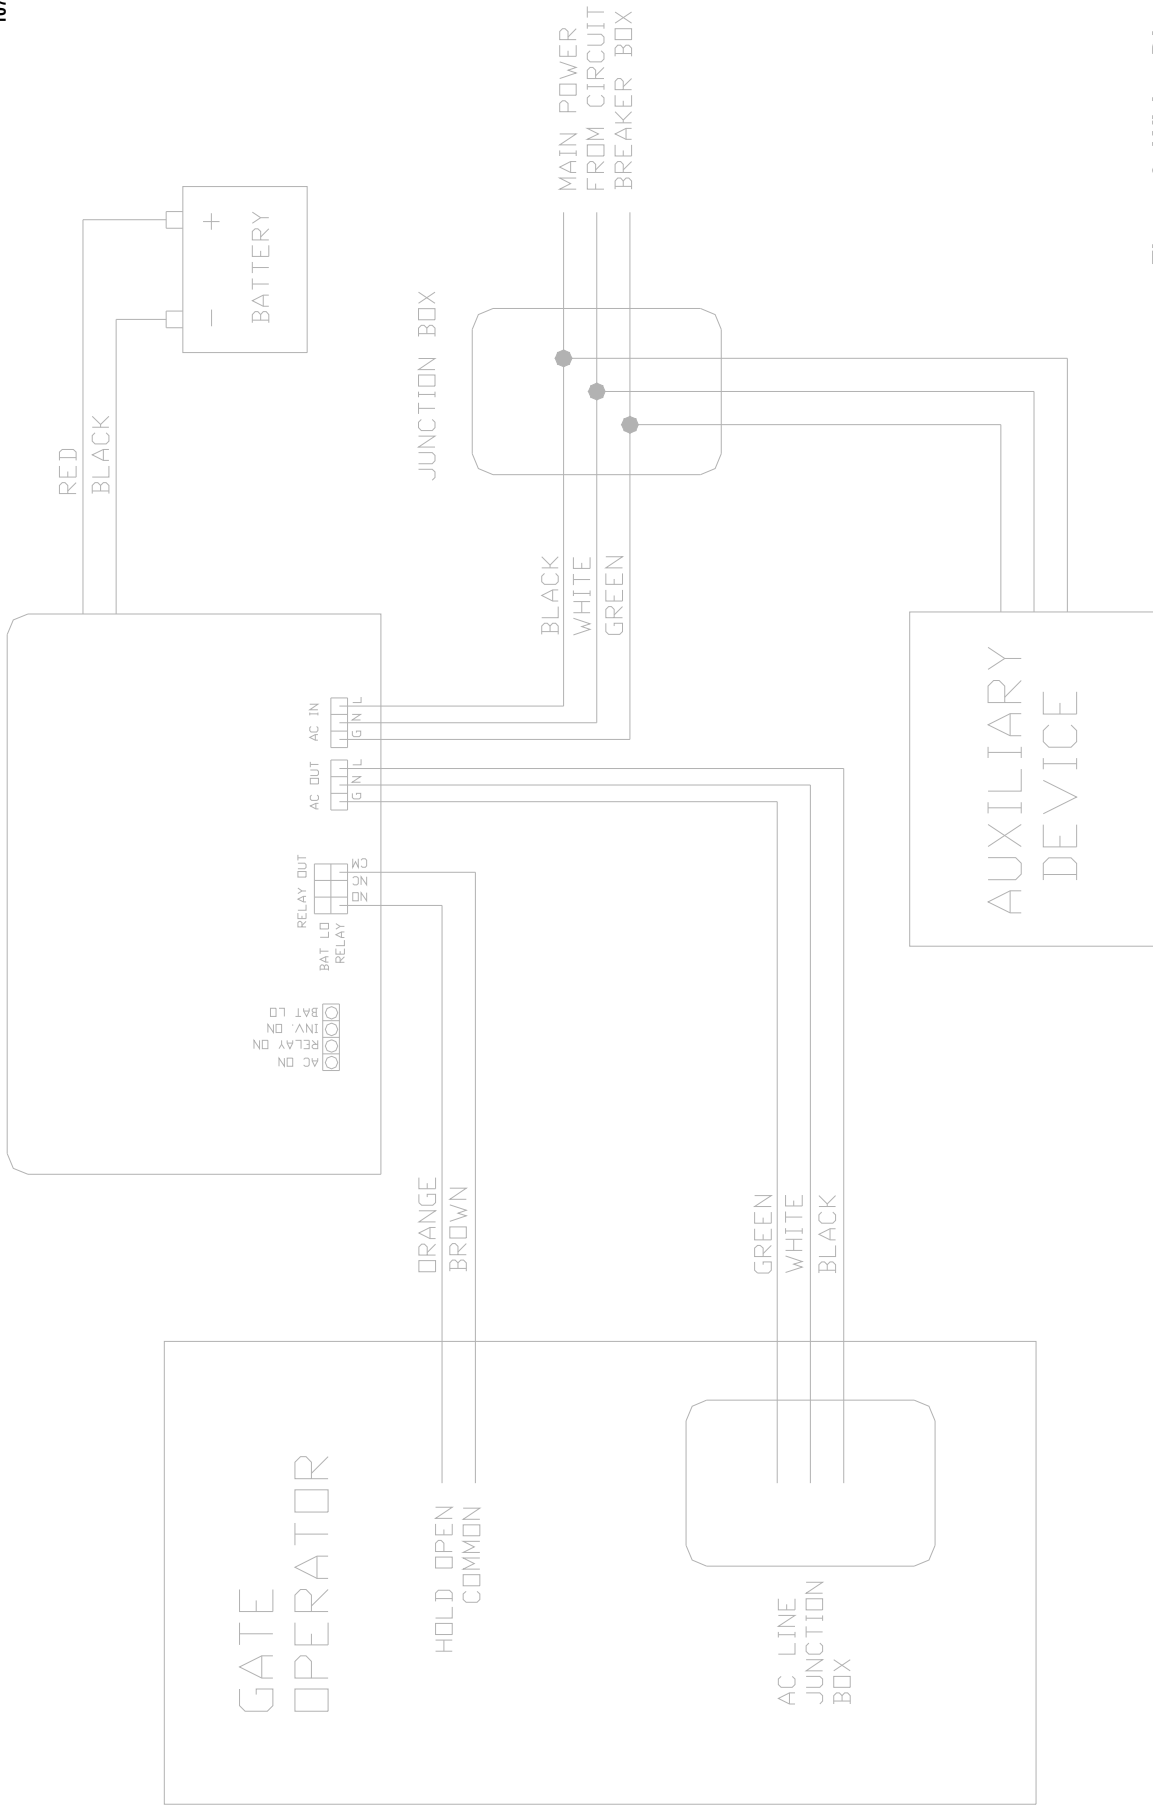 MAIN POWER
FROM CIRCUIT
BREAKER BOX
+
BATTERY
−
JUNCTION BOX
RED
BLACK
BLACK
WHITE
GREEN
AC IN
L
N
G
AC OUT
L
N
G
RELAY OUT
CM
NC
NO
BAT LO
RELAY
BAT LO
INV. ON
RELAY ON
AC ON
AUXILIARY
DEVICE
ORANGE
BROWN
GREEN
WHITE
BLACK
GATE
OPERATOR
HOLD OPEN
COMMON
AC LINE
JUNCTION
BOX